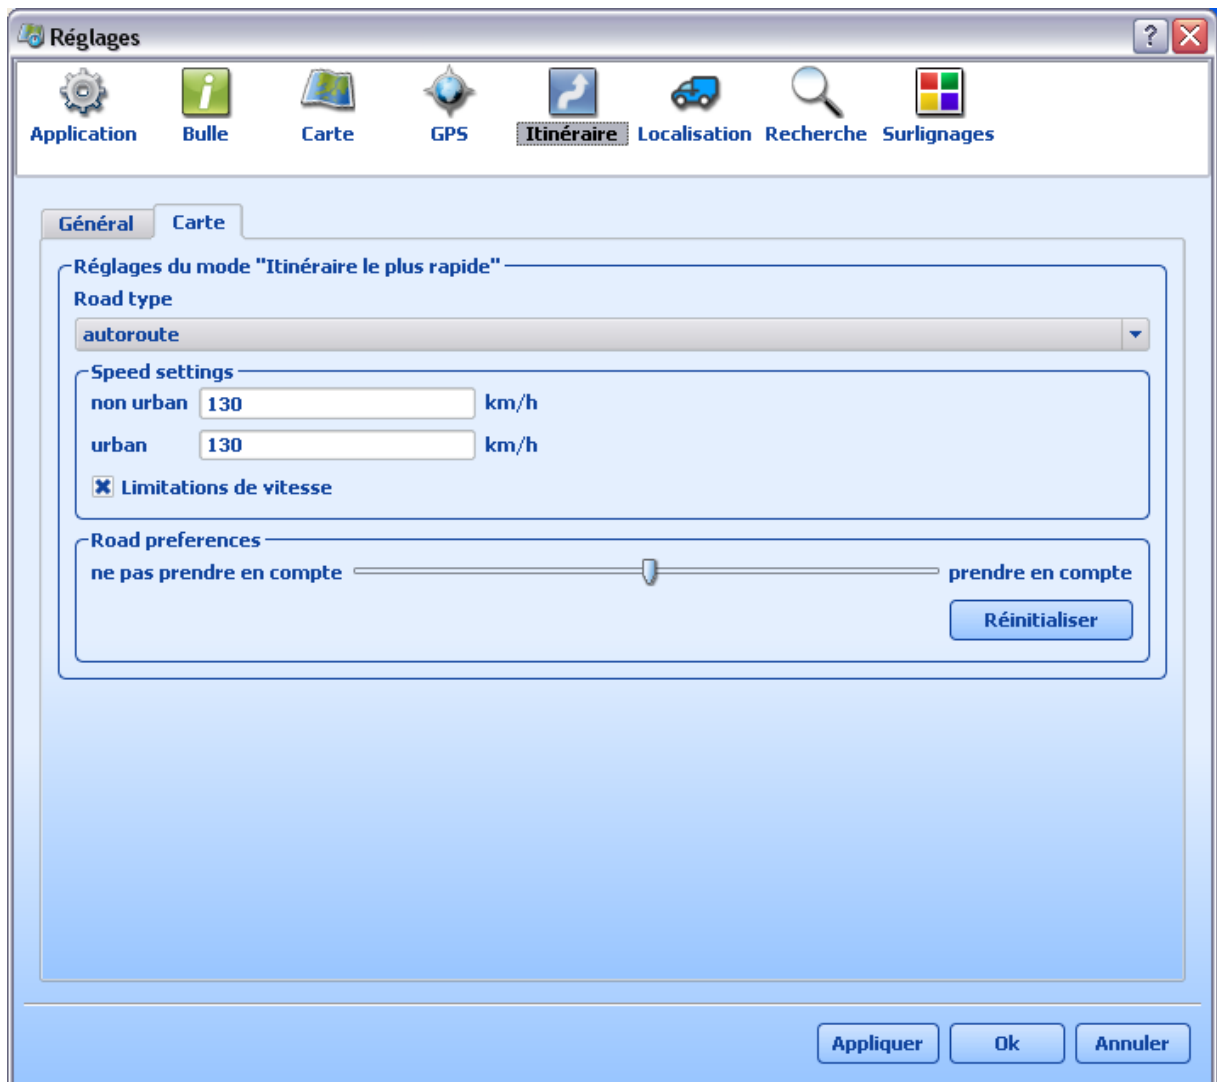 Réglages
?
Application Bulle Carte GPS Itinéraire Localisation Recherche Surlignages
Général Carte
Réglages du mode "Itinéraire le plus rapide"
Road type
autoroute
Speed settings
non urban 130 km/h
urban 130 km/h
Limitations de vitesse
Road preferences
ne pas prendre en compte prendre en compte
Réinitialiser
Appliquer Ok Annuler